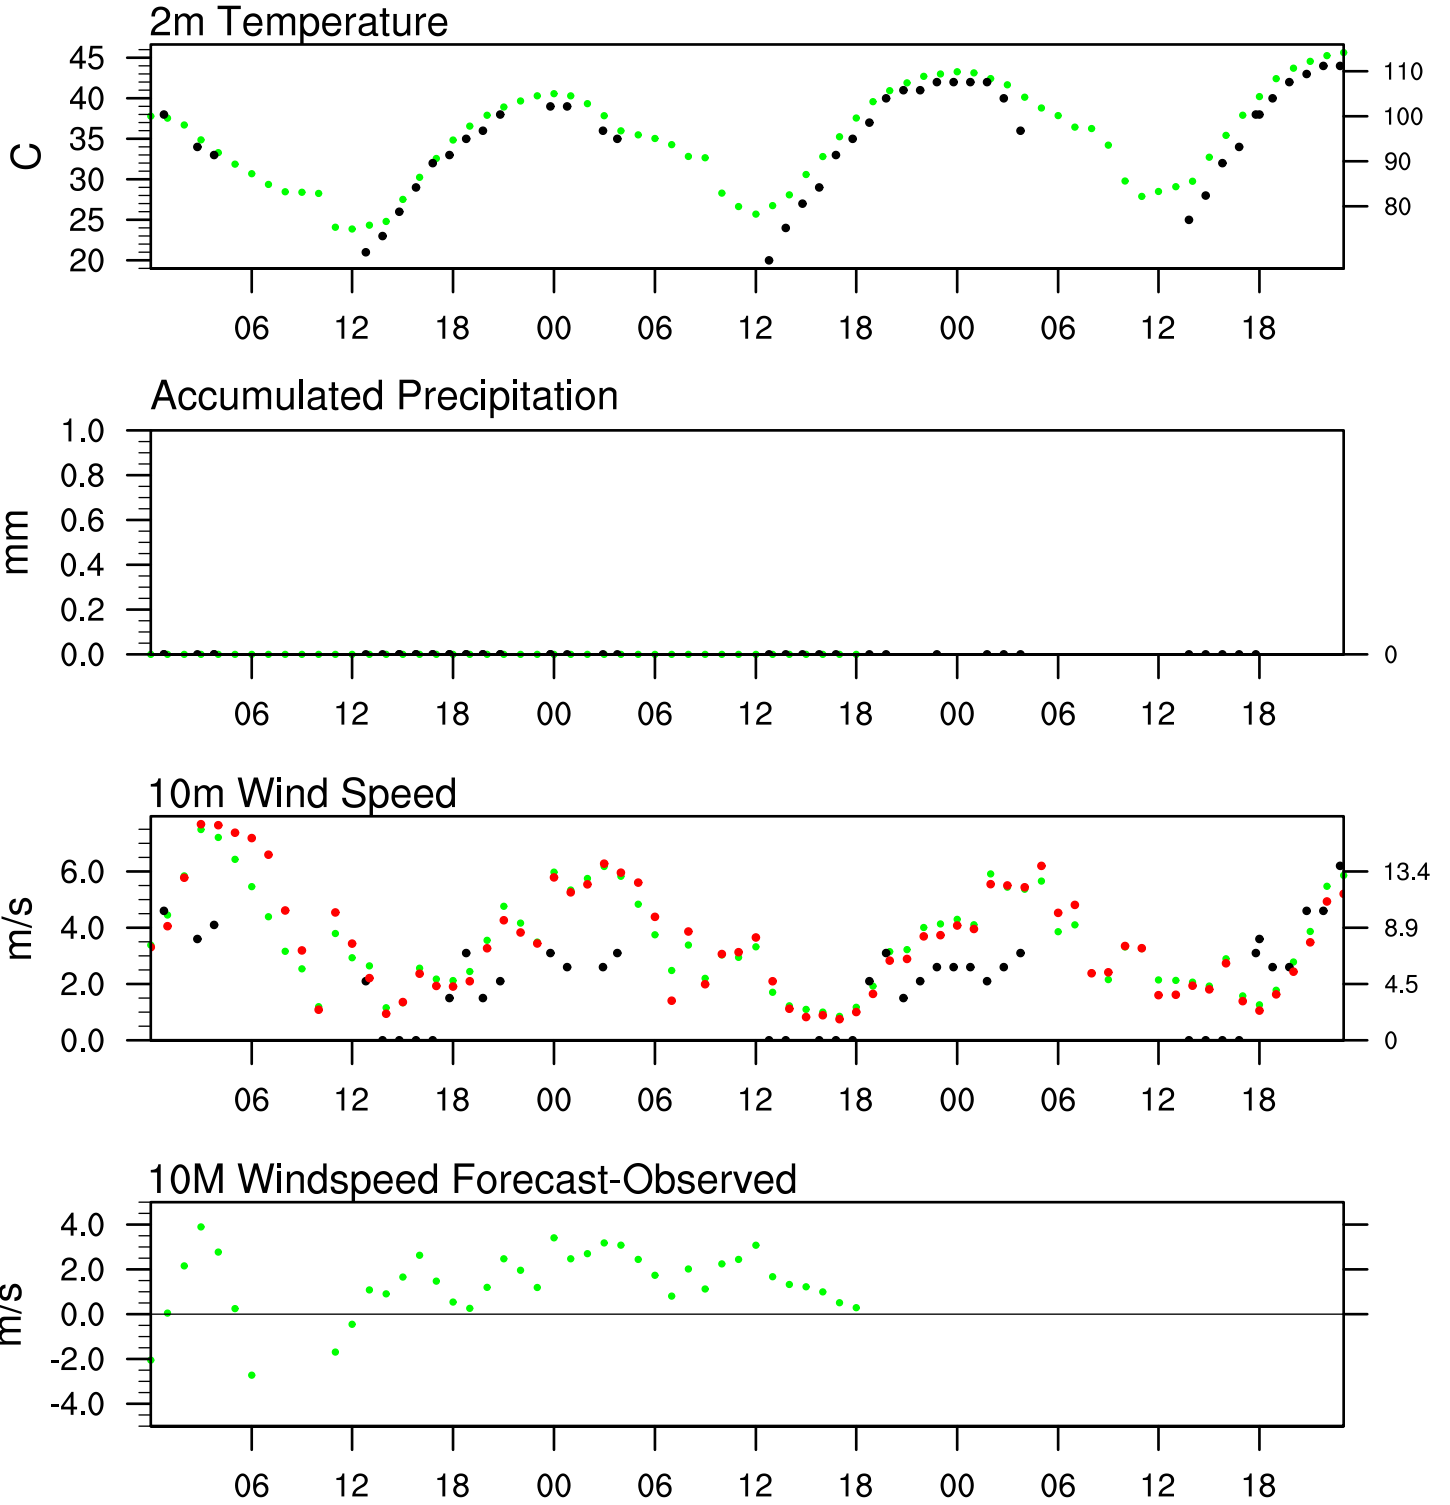 2m Temperature
45
40
35
30
25
20
C
110
100
90
80
06 12 18 00 06 12 18 00 06 12 18
Accumulated Precipitation
1.0
0.8
0.6
0.4
0.2
0.0
mm
0
06 12 18 00 06 12 18 00 06 12 18
10m Wind Speed
6.0
4.0
2.0
0.0
m/s
13.4
8.9
4.5
0
06 12 18 00 06 12 18 00 06 12 18
10M Windspeed Forecast-Observed
4.0
2.0
0.0
-2.0
-4.0
m/s
06 12 18 00 06 12 18 00 06 12 18